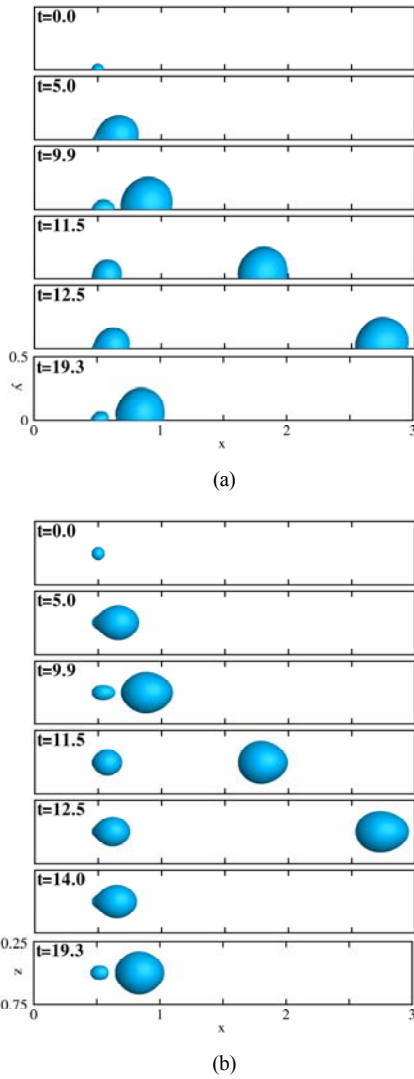 t=0.0
t=5.0
t=9.9
t=11.5
t=12.5
0.5
t=19.3
y
0
0 1 2 3
x
(a)
t=0.0
t=5.0
t=9.9
t=11.5
t=12.5
t=14.0
0.25
t=19.3
z
0.75
0 1 2 3
x
(b)